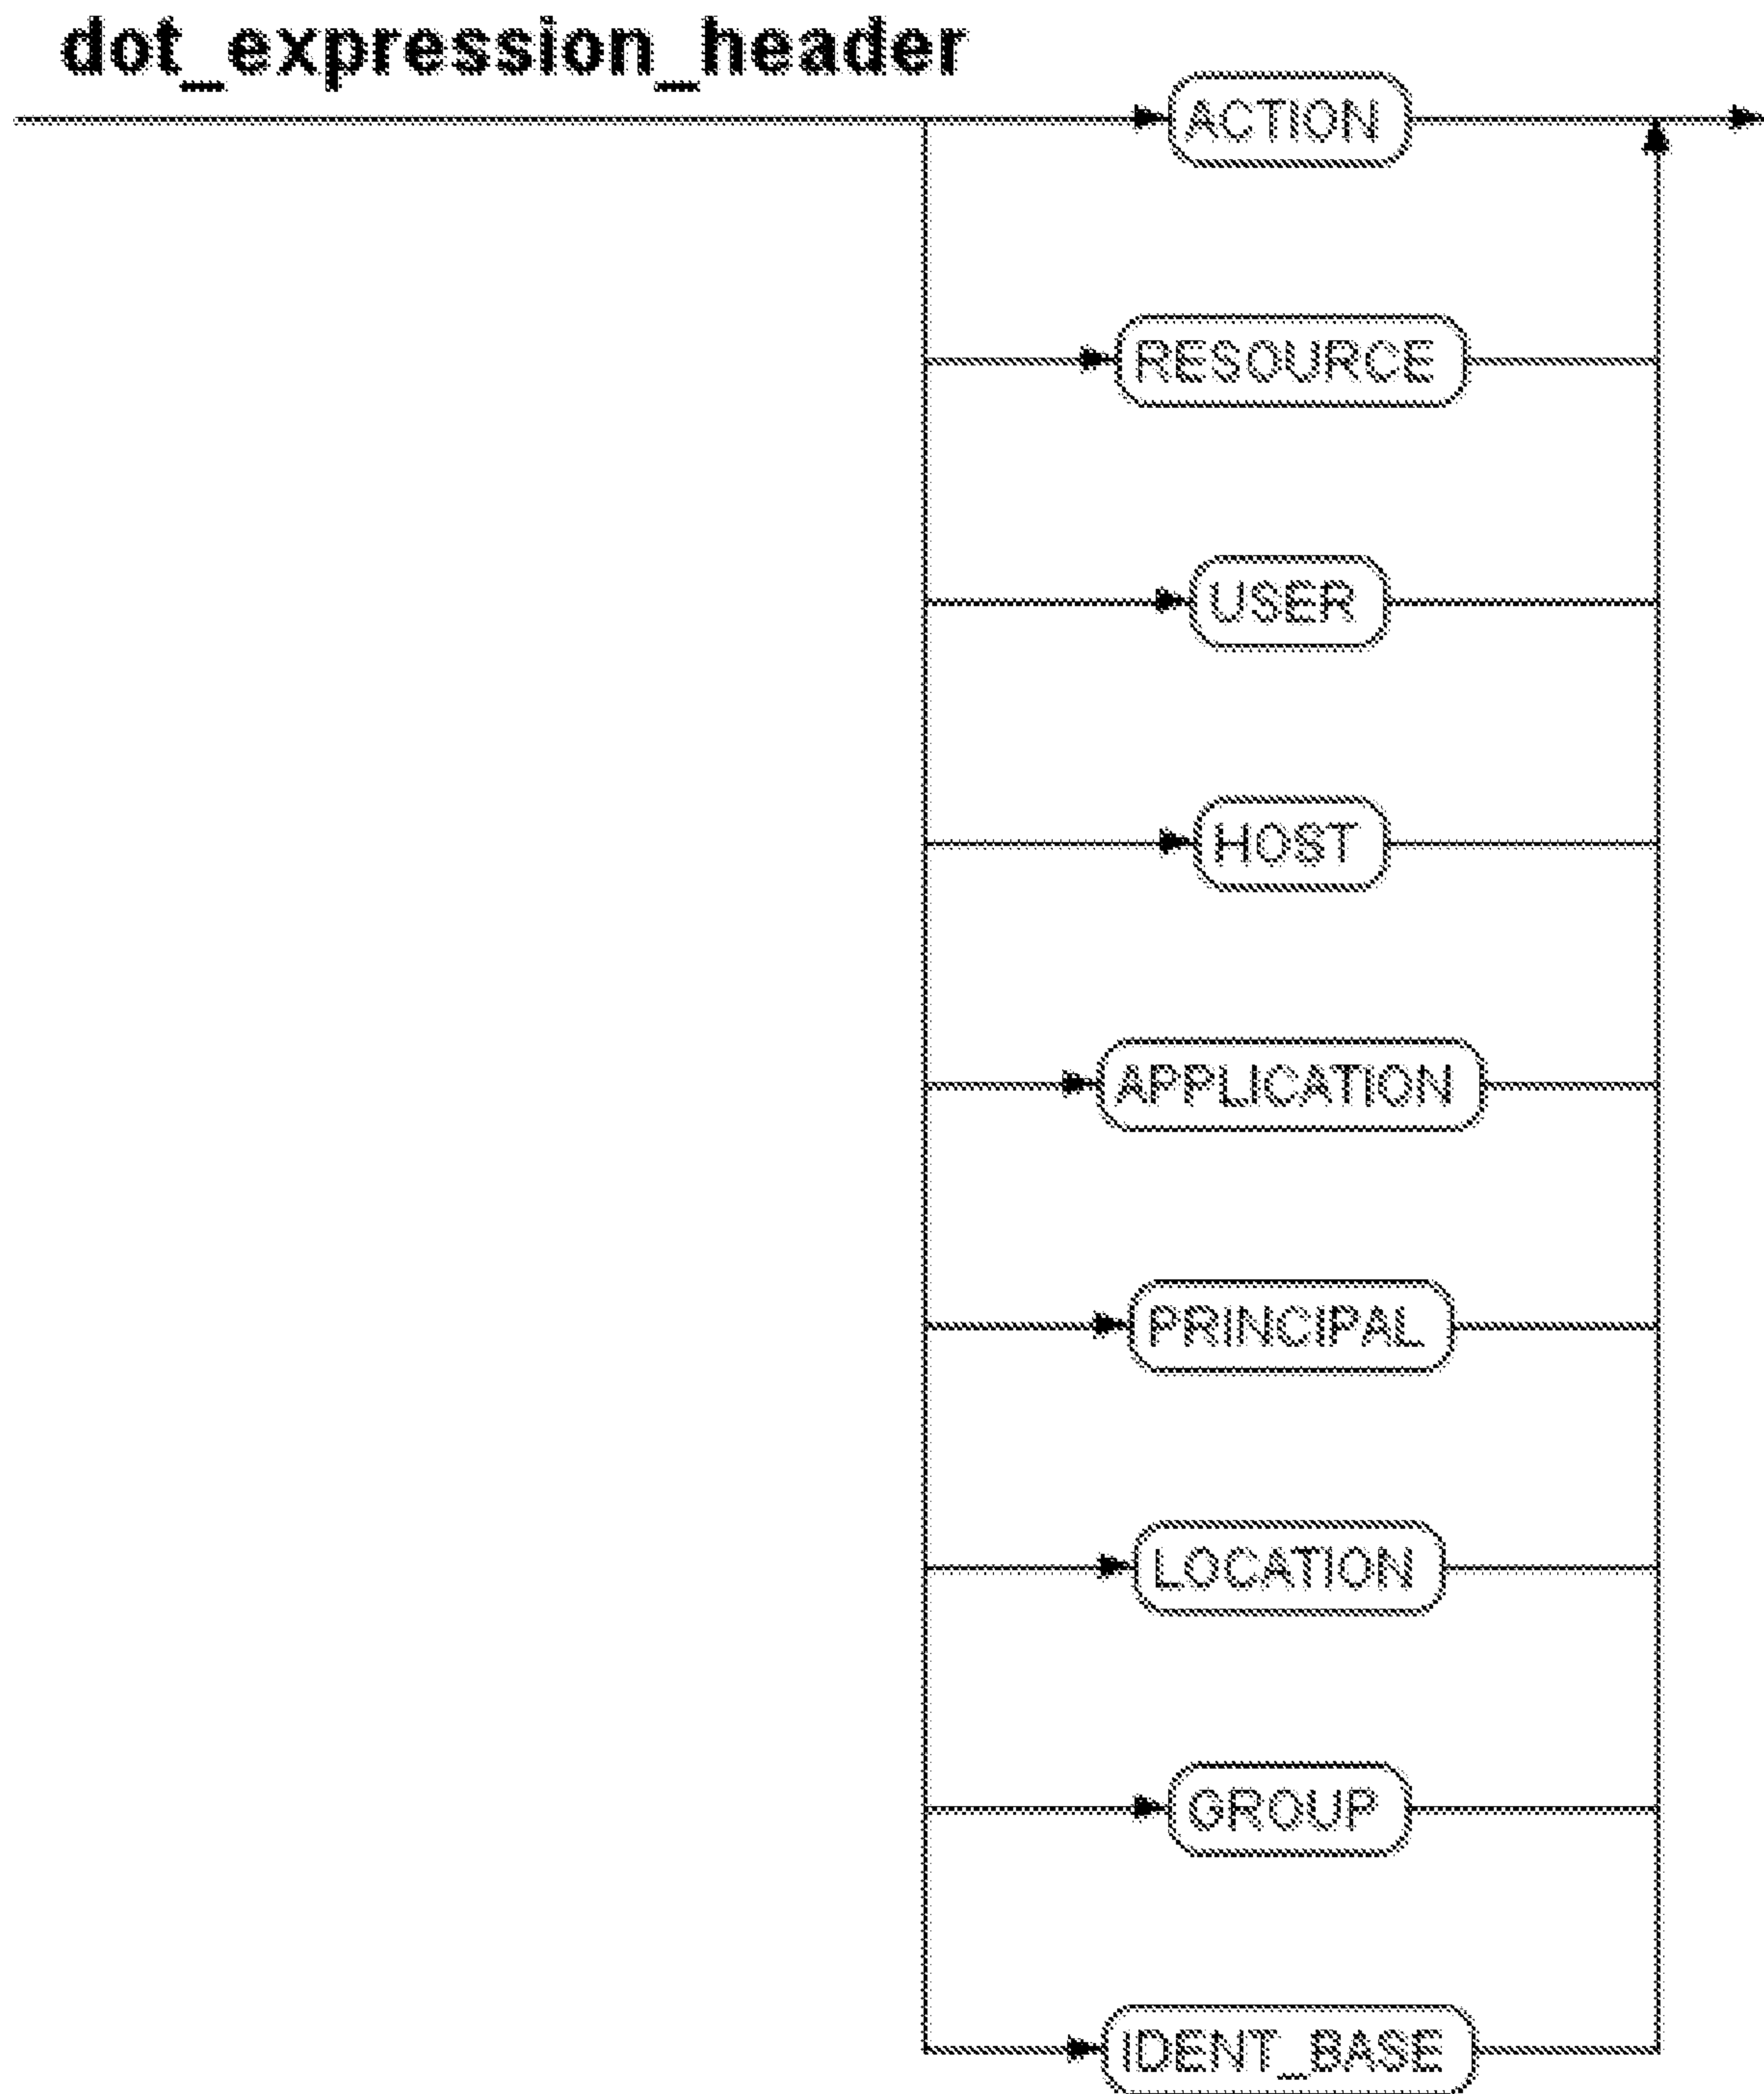 dot_expression_header
ACTION
RESOURCE
USER
HOST
APPLICATION
PRINCIPAL
LOCATION
GROUP
IDENT_BASE